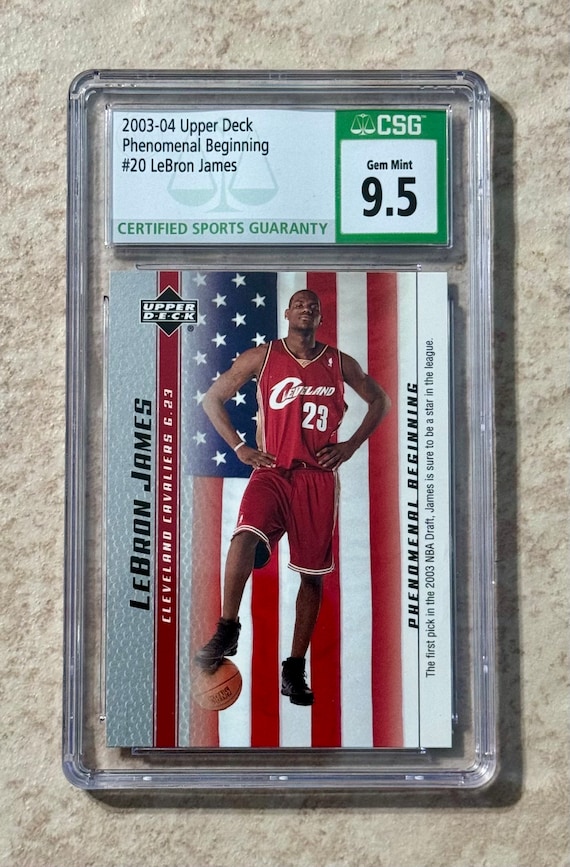 2003-04 Upper Deck
Phenomenal Beginning
#20 LeBron James
CERTIFIED SPORTS GUARANTY
CSG™
Gem Mint
9.5
UPPER
DECK
®
LEBRON JAMES
CLEVELAND CAVALIERS G.23
CLEVELAND
23
PHENOMENAL BEGINNING
The first pick in the 2003 NBA Draft, James is sure to be a star in the league.